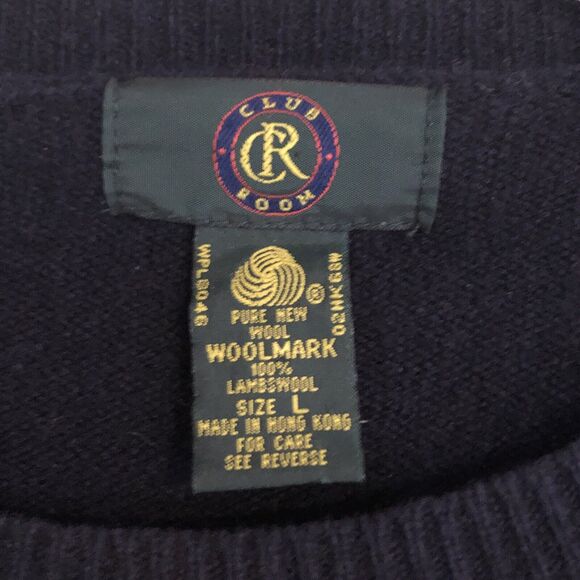 CLUB
CR
ROOM
WPL8046
02HK68W
®
PURE NEW
WOOL
WOOLMARK
100%
LAMBSWOOL
SIZE L
MADE IN HONG KONG
FOR CARE
SEE REVERSE